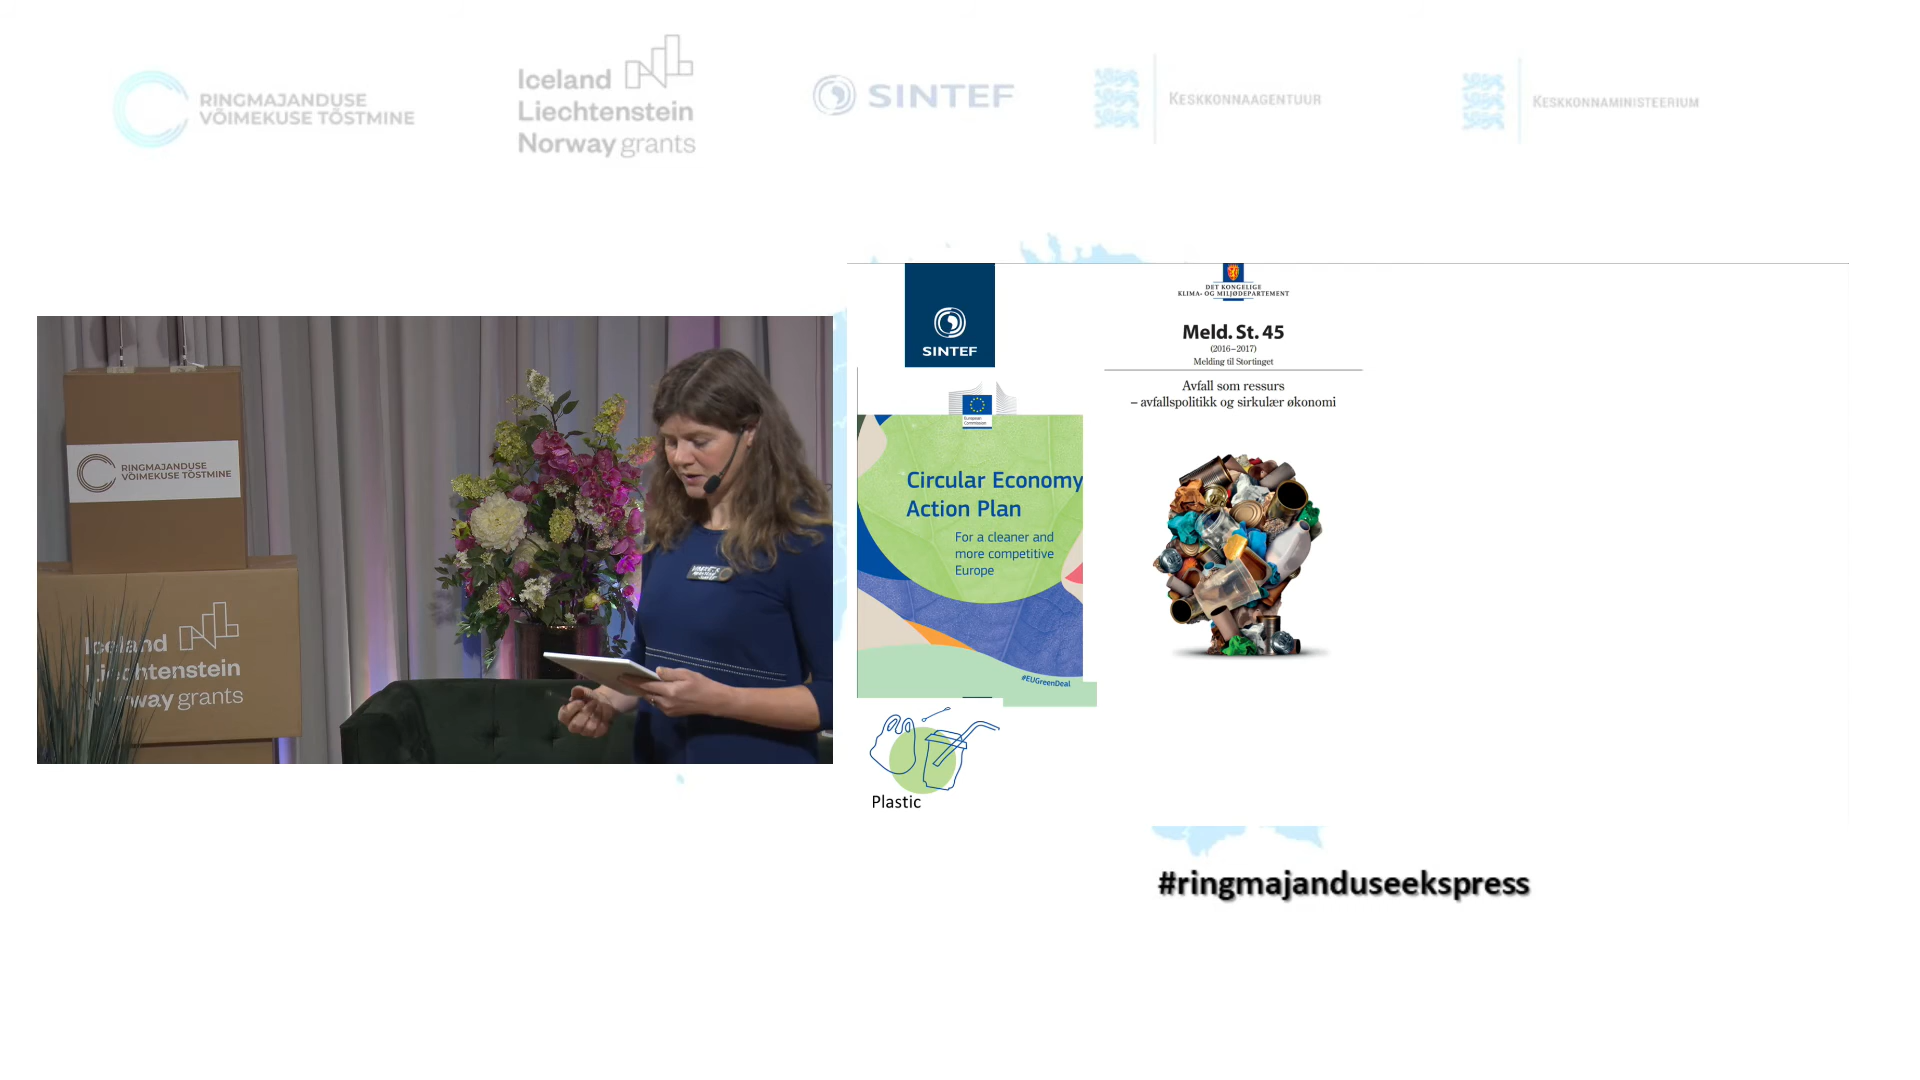 RINGMAJANDUSE
VÕIMEKUSE TÕSTMINE
Iceland
Liechtenstein
Norway grants
SINTEF
KESKKONNAAGENTUUR
KESKKONNAMINISTEERIUM
RINGMAJANDUSE
VÕIMEKUSE TÕSTMINE
Iceland
Liechtenstein
Norway grants
SINTEF
European
Commission
Circular Economy
Action Plan
For a cleaner and
more competitive
Europe
#EUGreenDeal
Plastic
DET KONGELIGE
KLIMA- OG MILJØDEPARTEMENT
Meld. St. 45
(2016–2017)
Melding til Stortinget
Avfall som ressurs
– avfallspolitikk og sirkulær økonomi
#ringmajanduseekspress